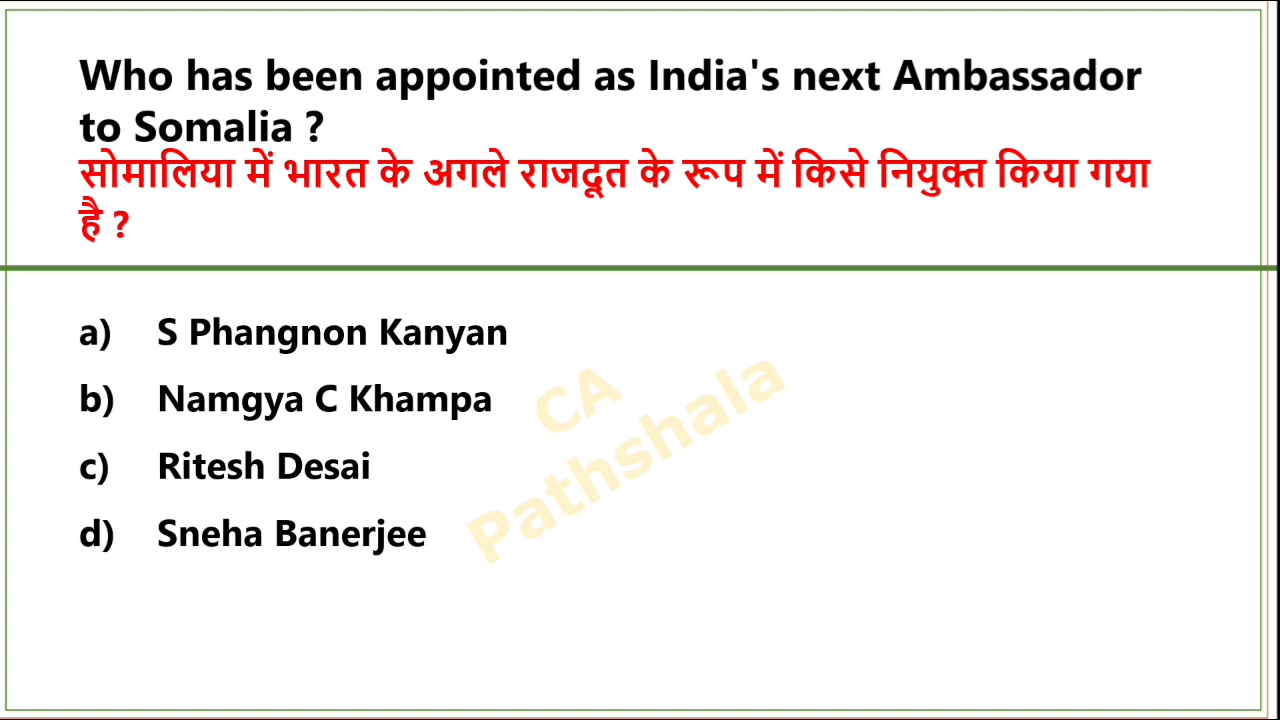 Who has been appointed as India's next Ambassador
to Somalia ?
सोमालिया में भारत के अगले राजदूत के रूप में किसे नियुक्त किया गया
है ?
a) S Phangnon Kanyan
b) Namgya C Khampa
c) Ritesh Desai
d) Sneha Banerjee
CA
Pathshala